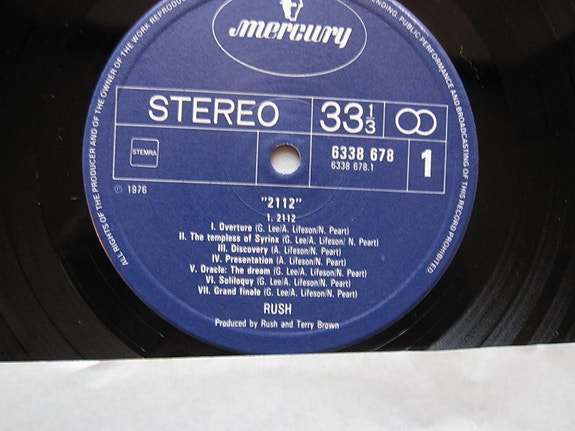 mercury
STEREO
33 1/3
STEMRA
6338 678
6338 678.1
1
℗ 1976
"2112"
1. 2112
I. Overture (G. Lee/A. Lifeson/N. Peart)
II. The temples of Syrinx (G. Lee/A. Lifeson/ N. Peart)
III. Discovery (A. Lifeson/N. Peart)
IV. Presentation (A. Lifeson/N. Peart)
V. Oracle: The dream (G. Lee/A. Lifeson/N. Peart)
VI. Soliloquy (G. Lee/A. Lifeson/N. Peart)
VII. Grand finale (G. Lee/A. Lifeson/N. Peart)
RUSH
Produced by Rush and Terry Brown
ALL RIGHTS OF THE PRODUCER AND OF THE OWNER OF THE WORK REPRODUCED
LENDING, PUBLIC PERFORMANCE AND BROADCASTING OF THIS RECORD PROHIBITED